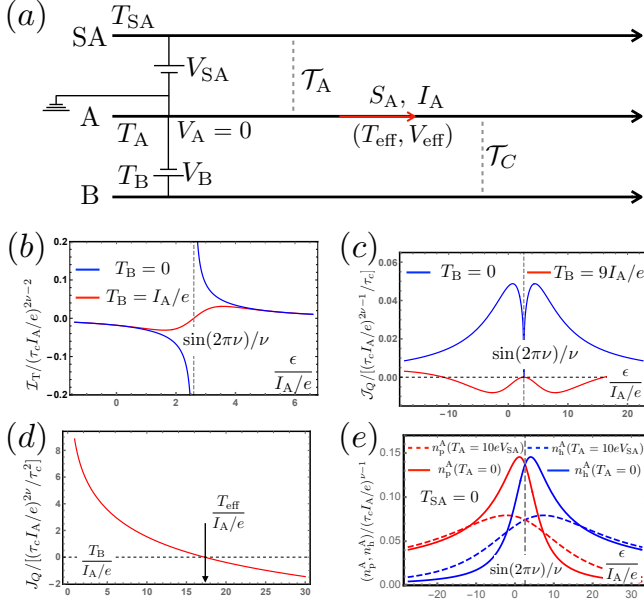 (a)
T_SA
SA
V_SA
𝒯_A
S_A, I_A
A
T_A
V_A = 0
(T_eff, V_eff)
T_B
V_B
𝒯_C
B
(b)
0.2
T_B = 0
0.1
T_B = I_A/e
0.0
sin(2πν)/ν
-0.1
ϵ
I_A/e
-0.2
0 2 4 6
ℐ_T/(τ_c I_A/e)^{2ν−2}
(c)
T_B = 0
T_B = 9I_A/e
0.06
0.04
0.02
sin(2πν)/ν
0.00
ϵ
I_A/e
-10 0 10 20
𝒥_Q/[(τ_c I_A/e)^{2ν−1}/τ_c]
(d)
8
6
4
T_eff
I_A/e
2
0
T_B
I_A/e
-2
0 5 10 15 20 25 30
J_Q/[(τ_c I_A/e)^{2ν}/τ_c^2]
(e)
n_p^A(T_A = 10eV_SA)
n_h^A(T_A = 10eV_SA)
n_p^A(T_A = 0)
n_h^A(T_A = 0)
0.15
T_SA = 0
0.10
0.05
sin(2πν)/ν
ϵ
I_A/e
0.00
-20 -10 0 10 20 30
(n_p^A, n_h^A)/(τ_c I_A/e)^{ν−1}